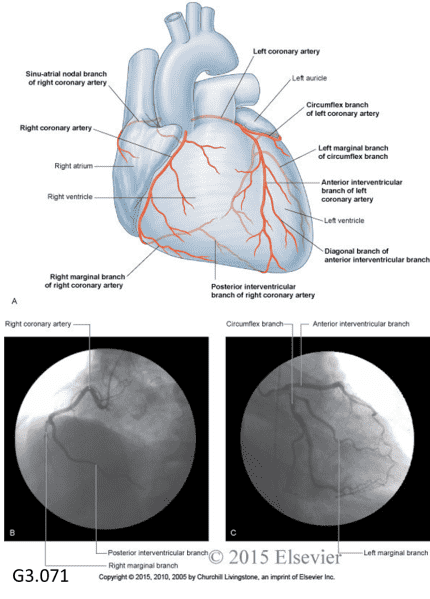 Left coronary artery
Sinu-atrial nodal branch
of right coronary artery
Left auricle
Circumflex branch
of left coronary artery
Right coronary artery
Left marginal branch
of circumflex branch
Right atrium
Anterior interventricular
branch of left
coronary artery
Right ventricle
Left ventricle
Diagonal branch of
anterior interventricular branch
Right marginal branch
of right coronary artery
Posterior interventricular
branch of right coronary artery
A
Right coronary artery
Circumflex branch
Anterior interventricular branch
B
C
Posterior interventricular branch
Right marginal branch
Left marginal branch
© 2015 Elsevier
G3.071
Copyright © 2015, 2010, 2005 by Churchill Livingstone, an imprint of Elsevier Inc.